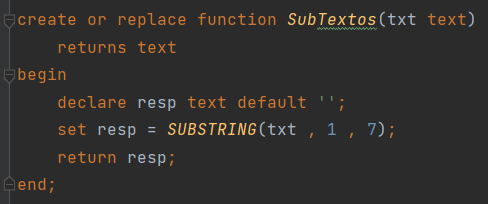 create or replace function SubTextos(txt text)
    returns text
begin
    declare resp text default '';
    set resp = SUBSTRING(txt , 1 , 7);
    return resp;
end;